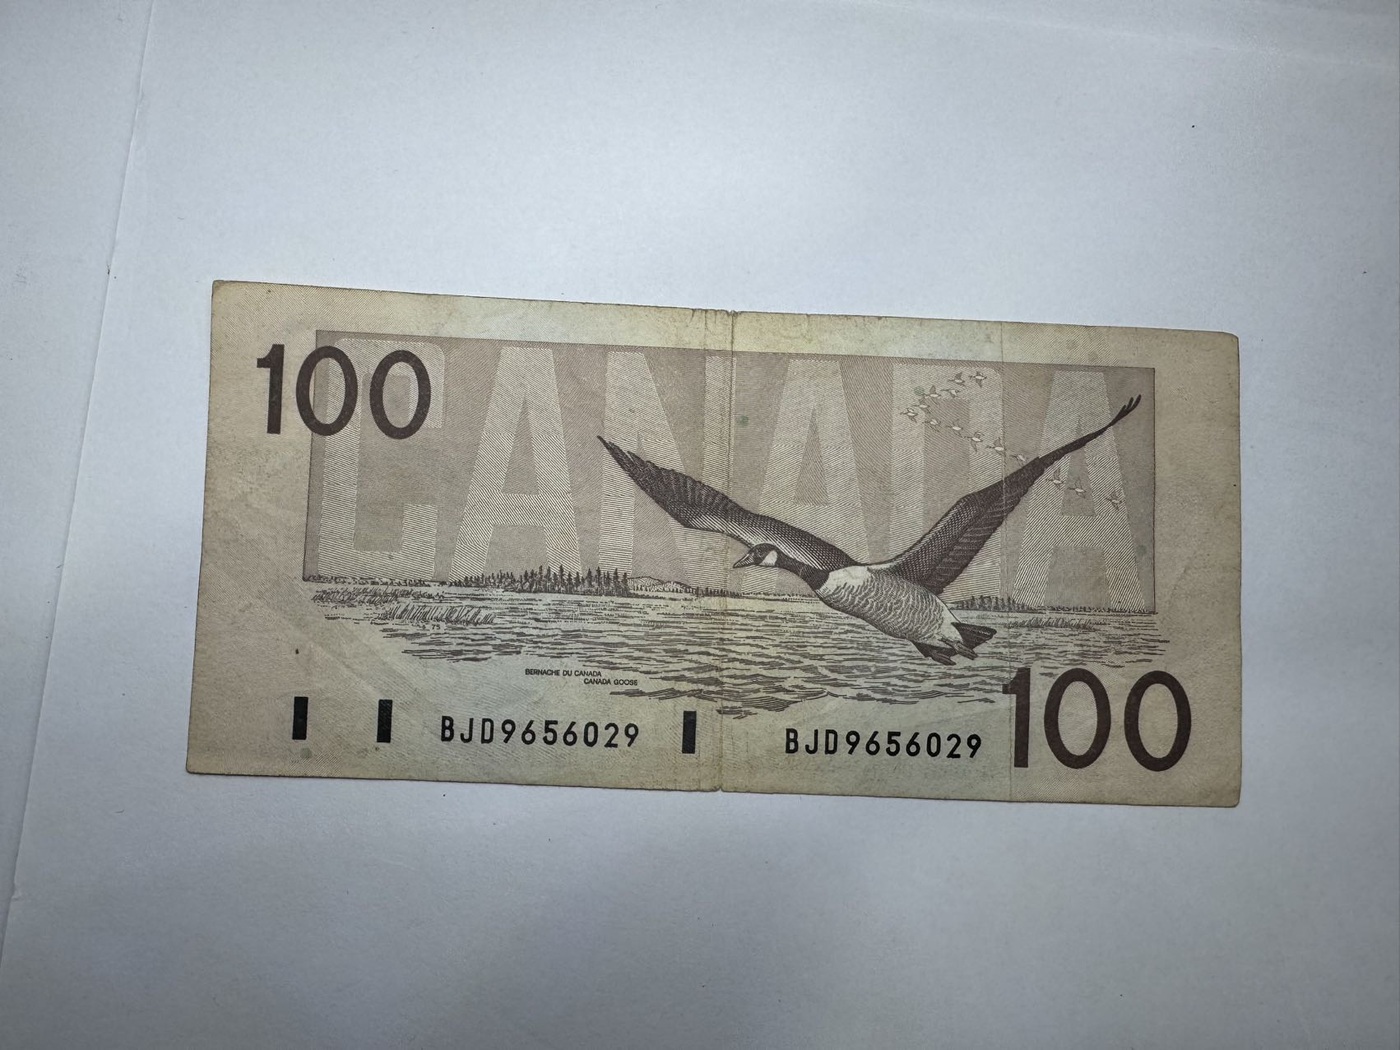 100
CANADA
BERNACHE DU CANADA
CANADA GOOSE
BJD9656029
BJD9656029
100